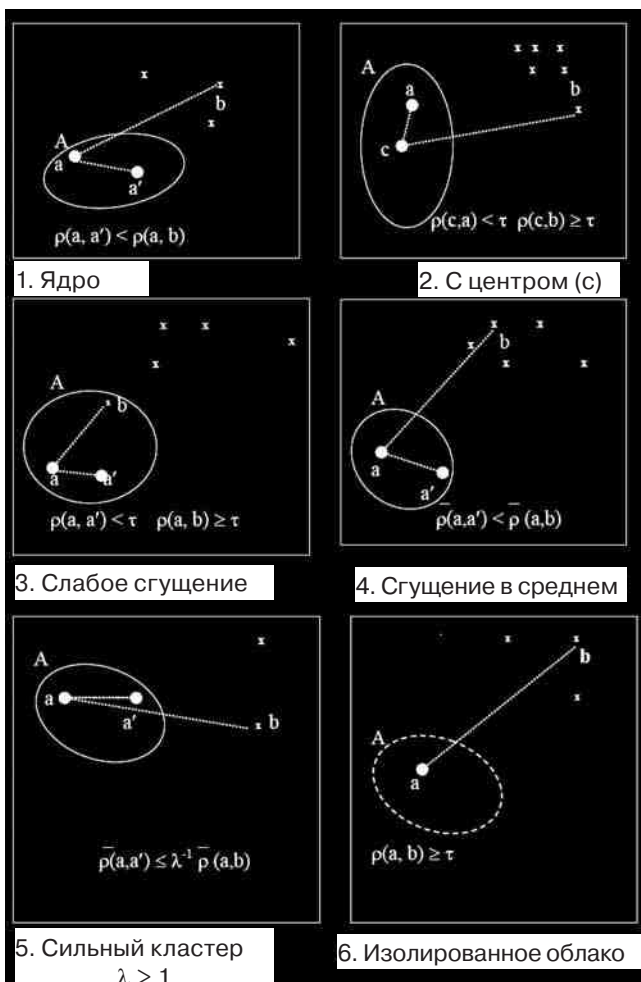 b
A
a
a′
ρ(a, a′) < ρ(a, b)
1. Ядро
A
a
b
c
ρ(c,a) < τ ρ(c,b) ≥ τ
2. С центром (c)
A
b
a
a′
ρ(a, a′) < τ ρ(a, b) ≥ τ
3. Слабое сгущение
b
A
a
a′
ρ̄(a,a′) < ρ̄ (a,b)
4. Сгущение в среднем
A
a
a′
b
ρ̄(a,a′) ≤ λ⁻¹ ρ̄ (a,b)
5. Сильный кластер
λ ≥ 1
b
A
a
ρ(a, b) ≥ τ
6. Изолированное облако